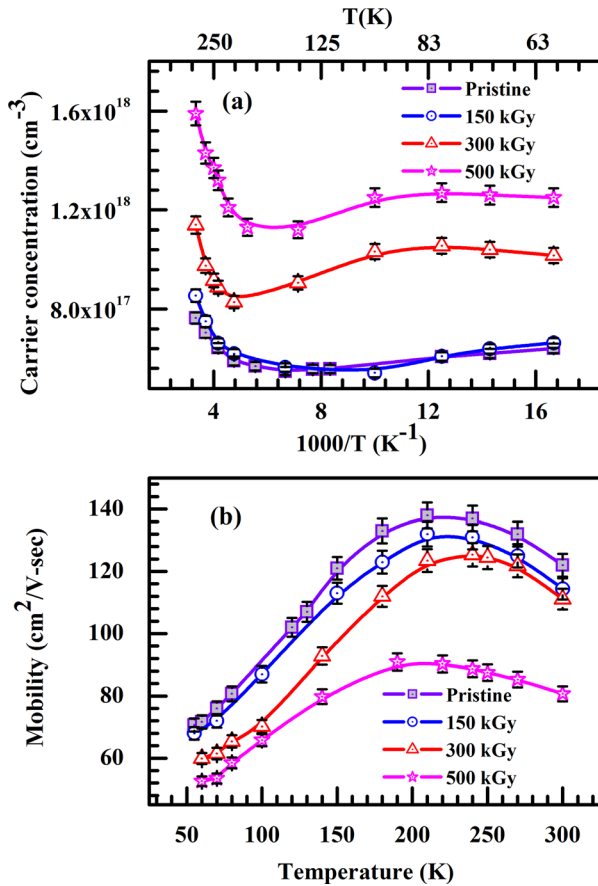 T(K)
250 125 83 63
Carrier concentration (cm-3)
1.6x10^18
1.2x10^18
8.0x10^17
(a)
Pristine
150 kGy
300 kGy
500 kGy
4 8 12 16
1000/T (K^-1)
Mobility (cm^2/V-sec)
140
120
100
80
60
(b)
Pristine
150 kGy
300 kGy
500 kGy
50 100 150 200 250 300
Temperature (K)